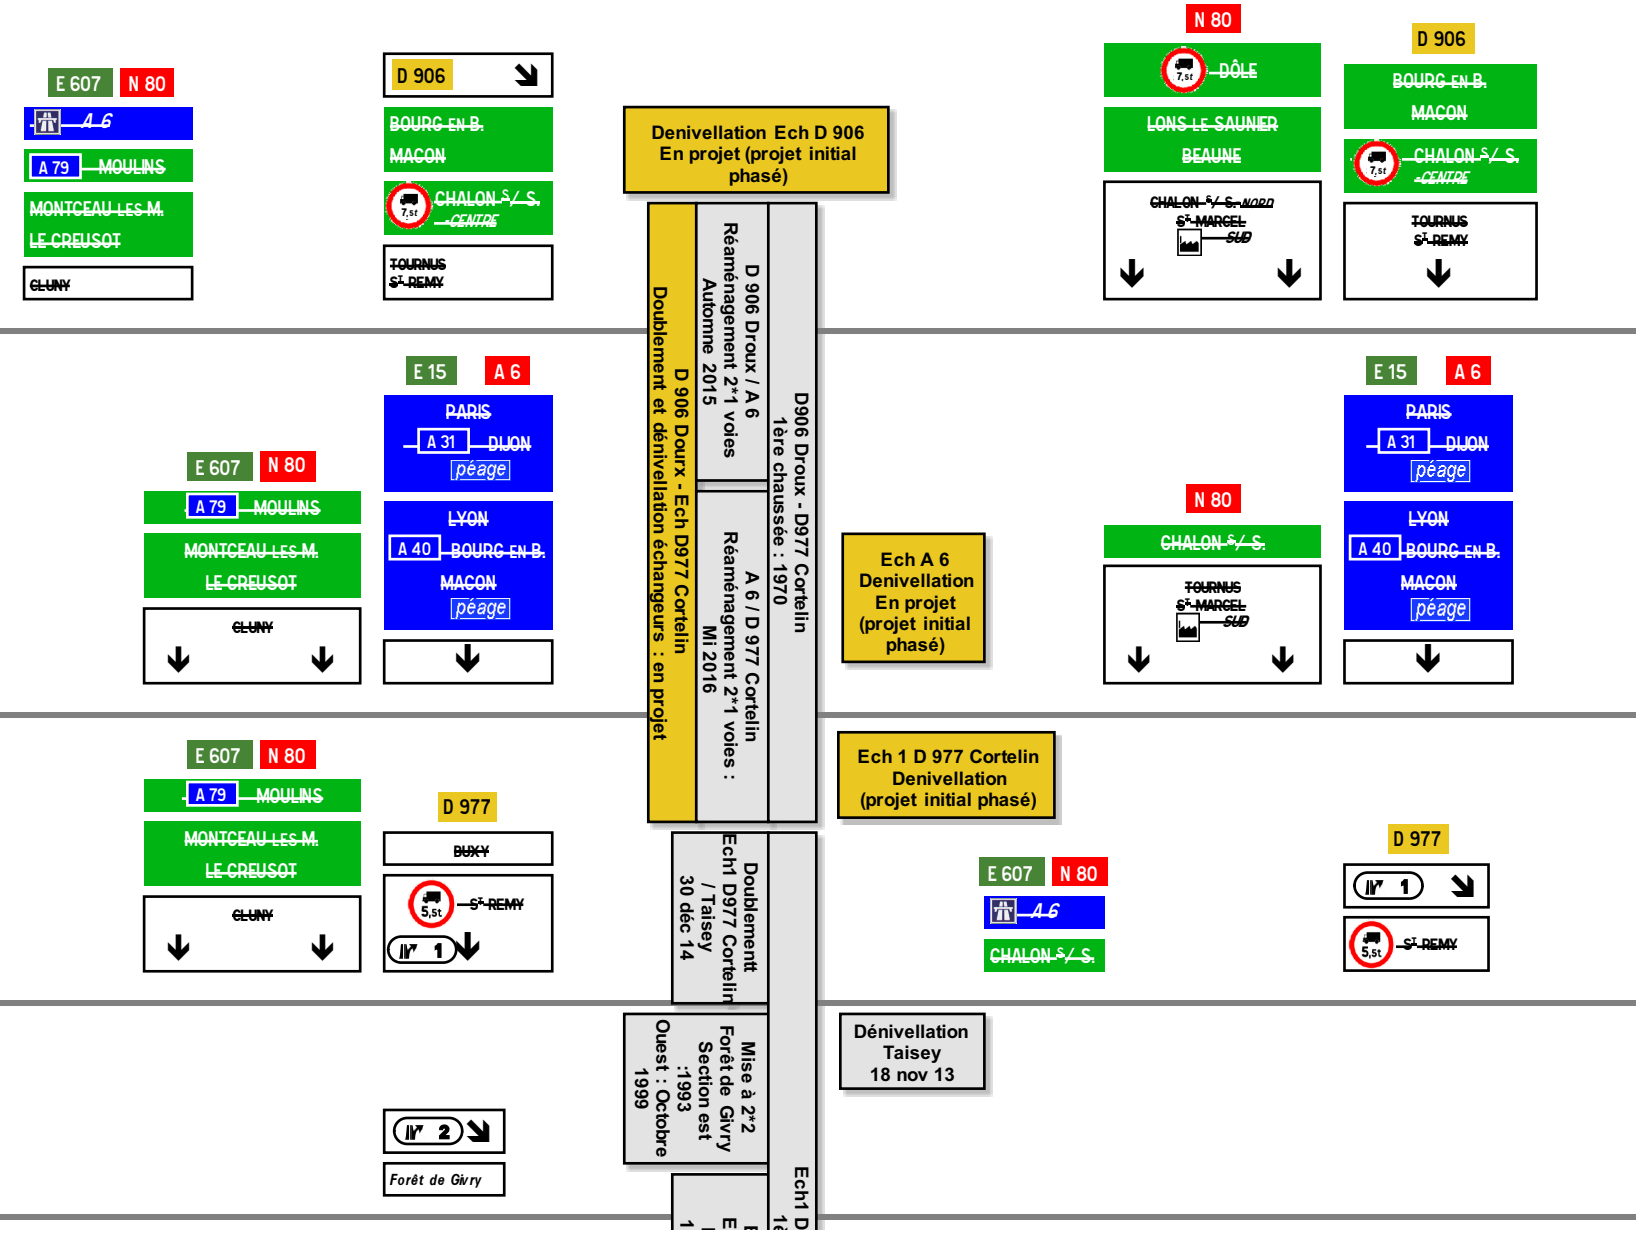 E 607 N 80
A 6
A 79 MOULINS
MONTCEAU LES M.
LE CREUSOT
CLUNY
D 906
BOURG EN B.
MACON
7,5t CHALON S/ S.
-CENTRE
TOURNUS
ST REMY
Denivellation Ech D 906
En projet (projet initial
phasé)
N 80
7,5t DÔLE
LONS LE SAUNIER
BEAUNE
CHALON S/ S.-NORD
ST MARCEL
SUD
D 906
BOURG EN B.
MACON
7,5t CHALON S/ S.
-CENTRE
TOURNUS
ST REMY
D 906 Dourx - Ech D977 Cortelin
Doublement et dénivellation échangeurs : en projet
D 906 Droux / A 6
Réaménagement 2*1 voies
Automne 2015
A 6 / D 977 Cortelin
Réaménagement 2*1 voies :
Mi 2016
D906 Droux - D977 Cortelin
1ère chaussée : 1970
E 607 N 80
A 79 MOULINS
MONTCEAU LES M.
LE CREUSOT
CLUNY
E 15 A 6
PARIS
A 31 DIJON
péage
LYON
A 40 BOURG EN B.
MACON
péage
Ech A 6
Denivellation
En projet
(projet initial
phasé)
N 80
CHALON S/ S.
TOURNUS
ST MARCEL
SUD
E 15 A 6
PARIS
A 31 DIJON
péage
LYON
A 40 BOURG EN B.
MACON
péage
E 607 N 80
A 79 MOULINS
MONTCEAU LES M.
LE CREUSOT
CLUNY
D 977
BUXY
5,5t ST REMY
1
Ech 1 D 977 Cortelin
Denivellation
(projet initial phasé)
Doublementt
Ech1 D977 Cortelin
/ Taisey
30 déc 14
E 607 N 80
A 6
CHALON S/ S.
D 977
1
5,5t ST REMY
2
Forêt de Givry
Mise à 2*2
Forêt de Givry
Section est
:1993
Ouest : Octobre
1999
Dénivellation
Taisey
18 nov 13
Ech1 D